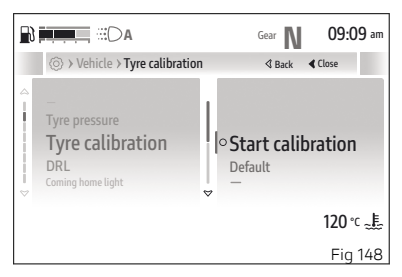 A Gear N 09:09 am
Vehicle Tyre calibration Back Close
Tyre pressure
Tyre calibration
DRL
Coming home light
Start calibration
Default
120 °C
Fig 148